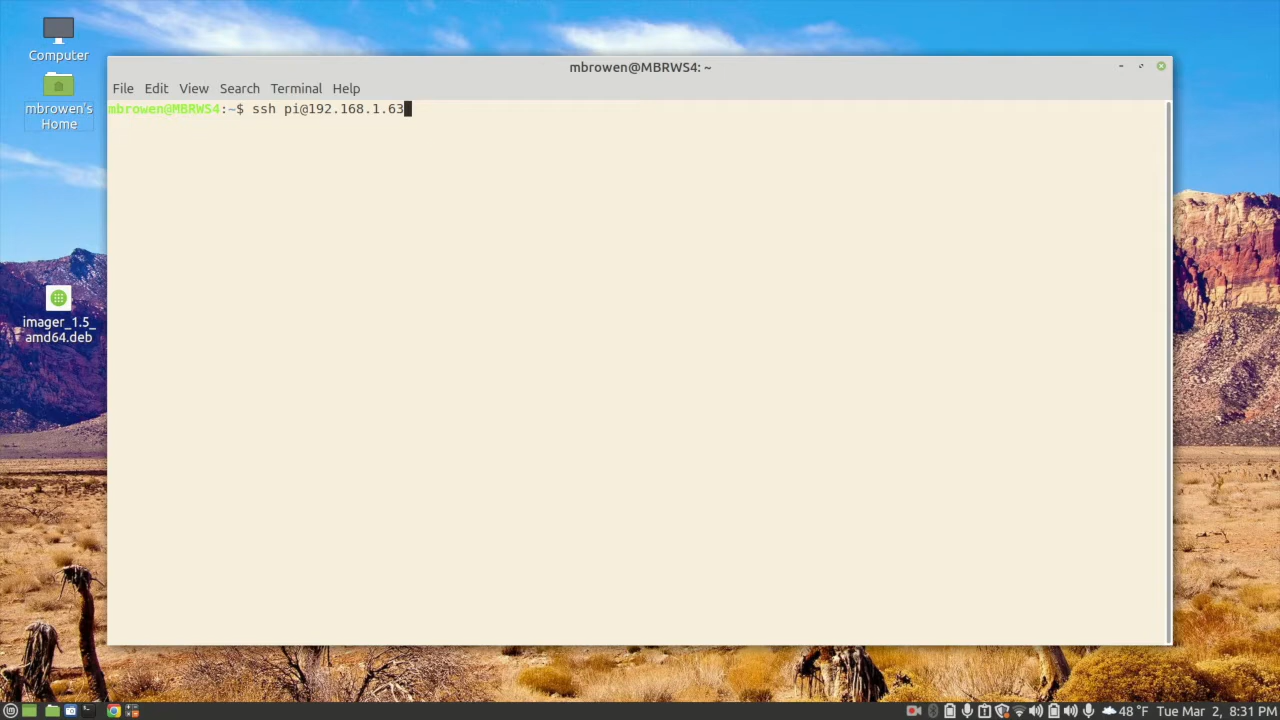 Computer
mbrowen's
Home
imager_1.5_
amd64.deb
mbrowen@MBRWS4: ~
File Edit View Search Terminal Help
mbrowen@MBRWS4:~$ ssh pi@192.168.1.63
48 °F Tue Mar 2, 8:31 PM